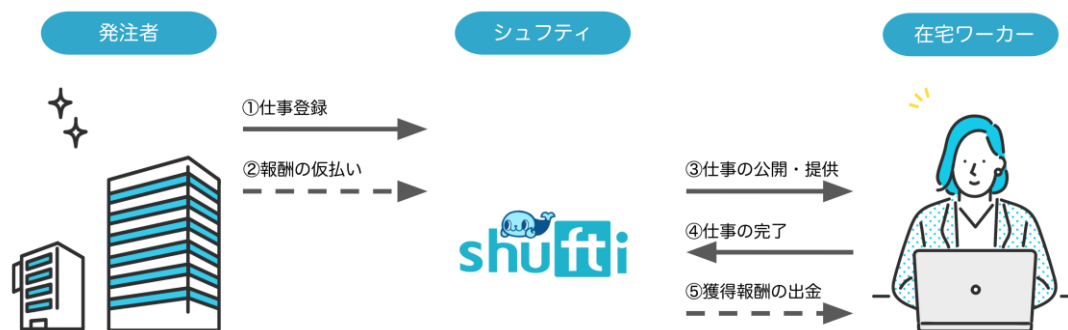 発注者
シュフティ
在宅ワーカー
①仕事登録
②報酬の仮払い
③仕事の公開・提供
④仕事の完了
⑤獲得報酬の出金
shufti